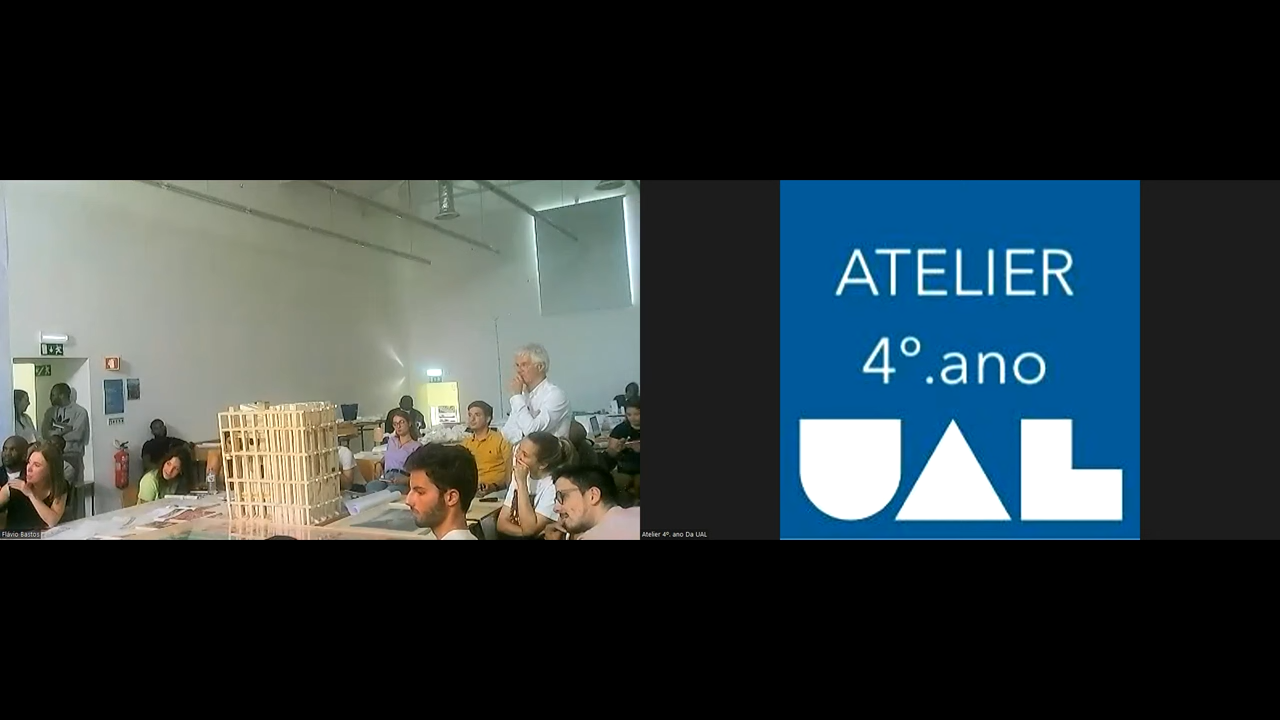 ATELIER
4º.ano
UAL
Flávio Bastos
Atelier 4º. ano Da UAL